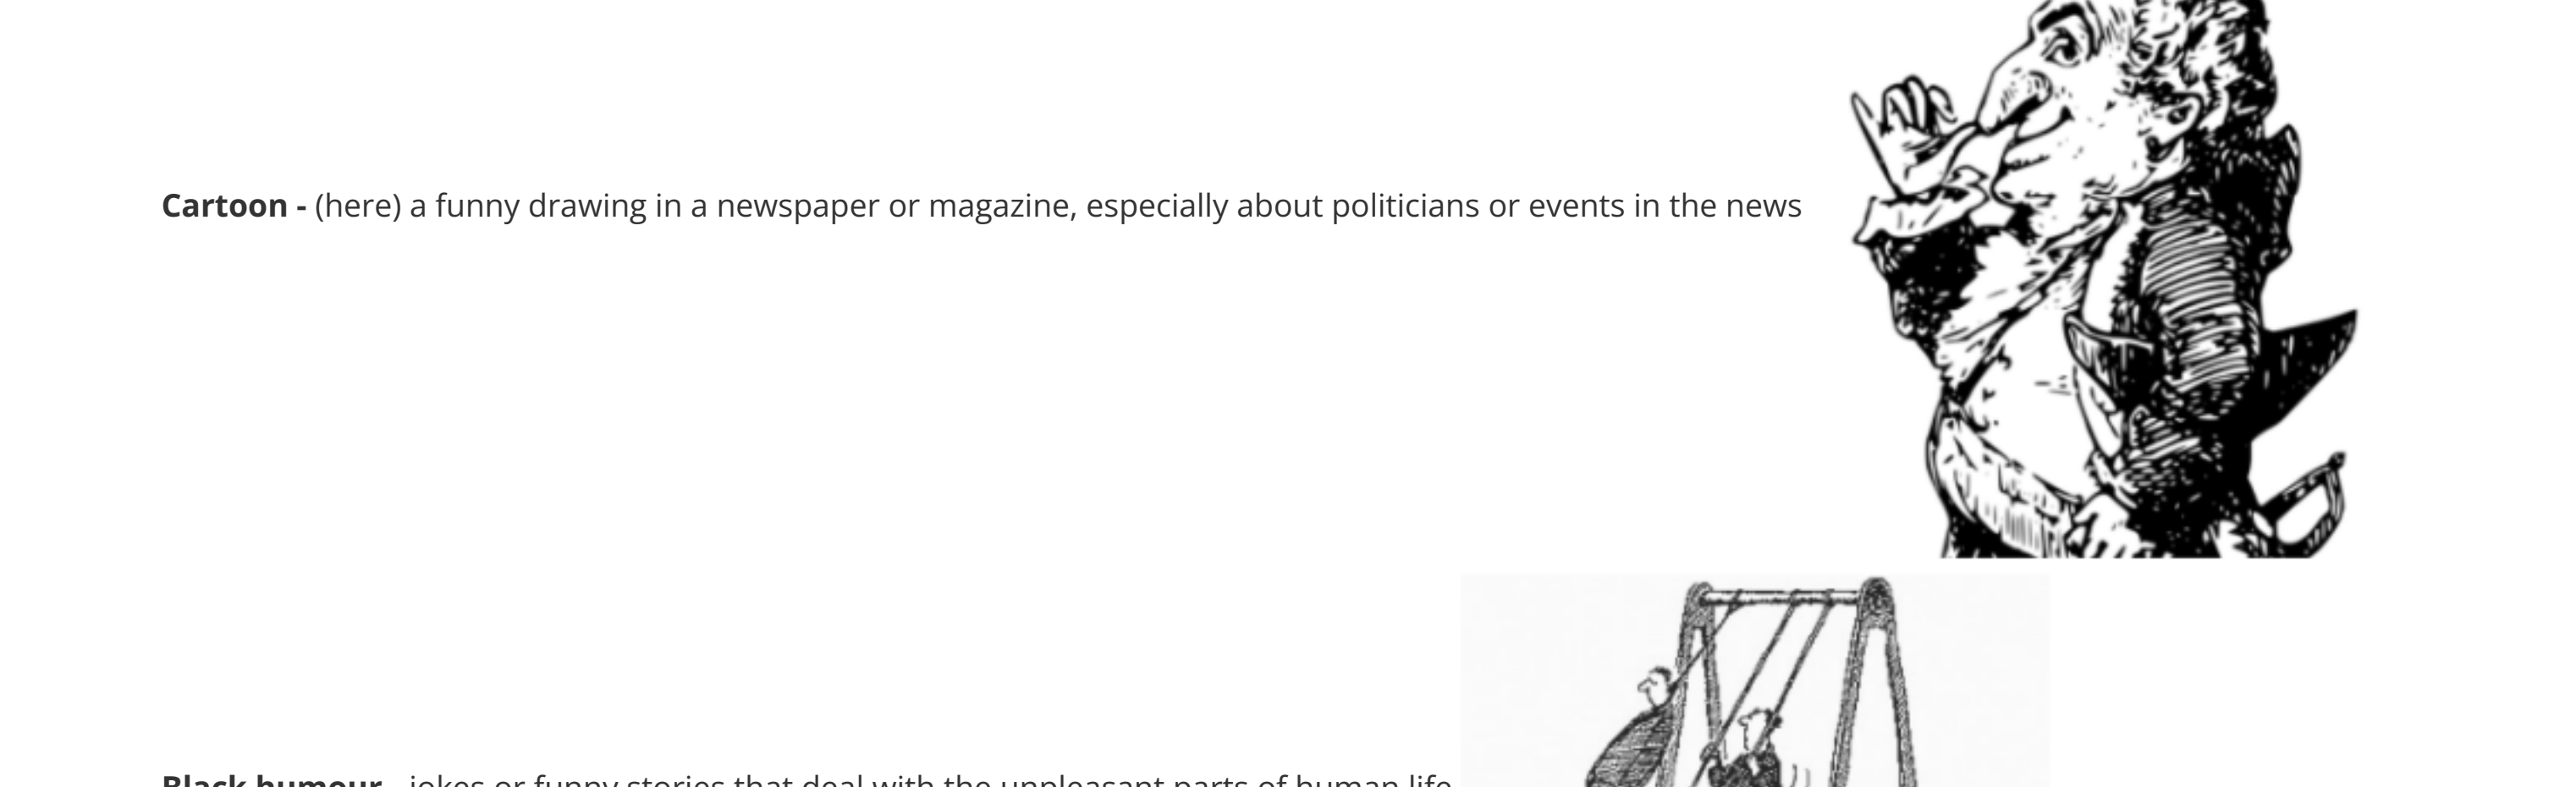 Cartoon - (here) a funny drawing in a newspaper or magazine, especially about politicians or events in the news
Black humour - jokes or funny stories that deal with the unpleasant parts of human life